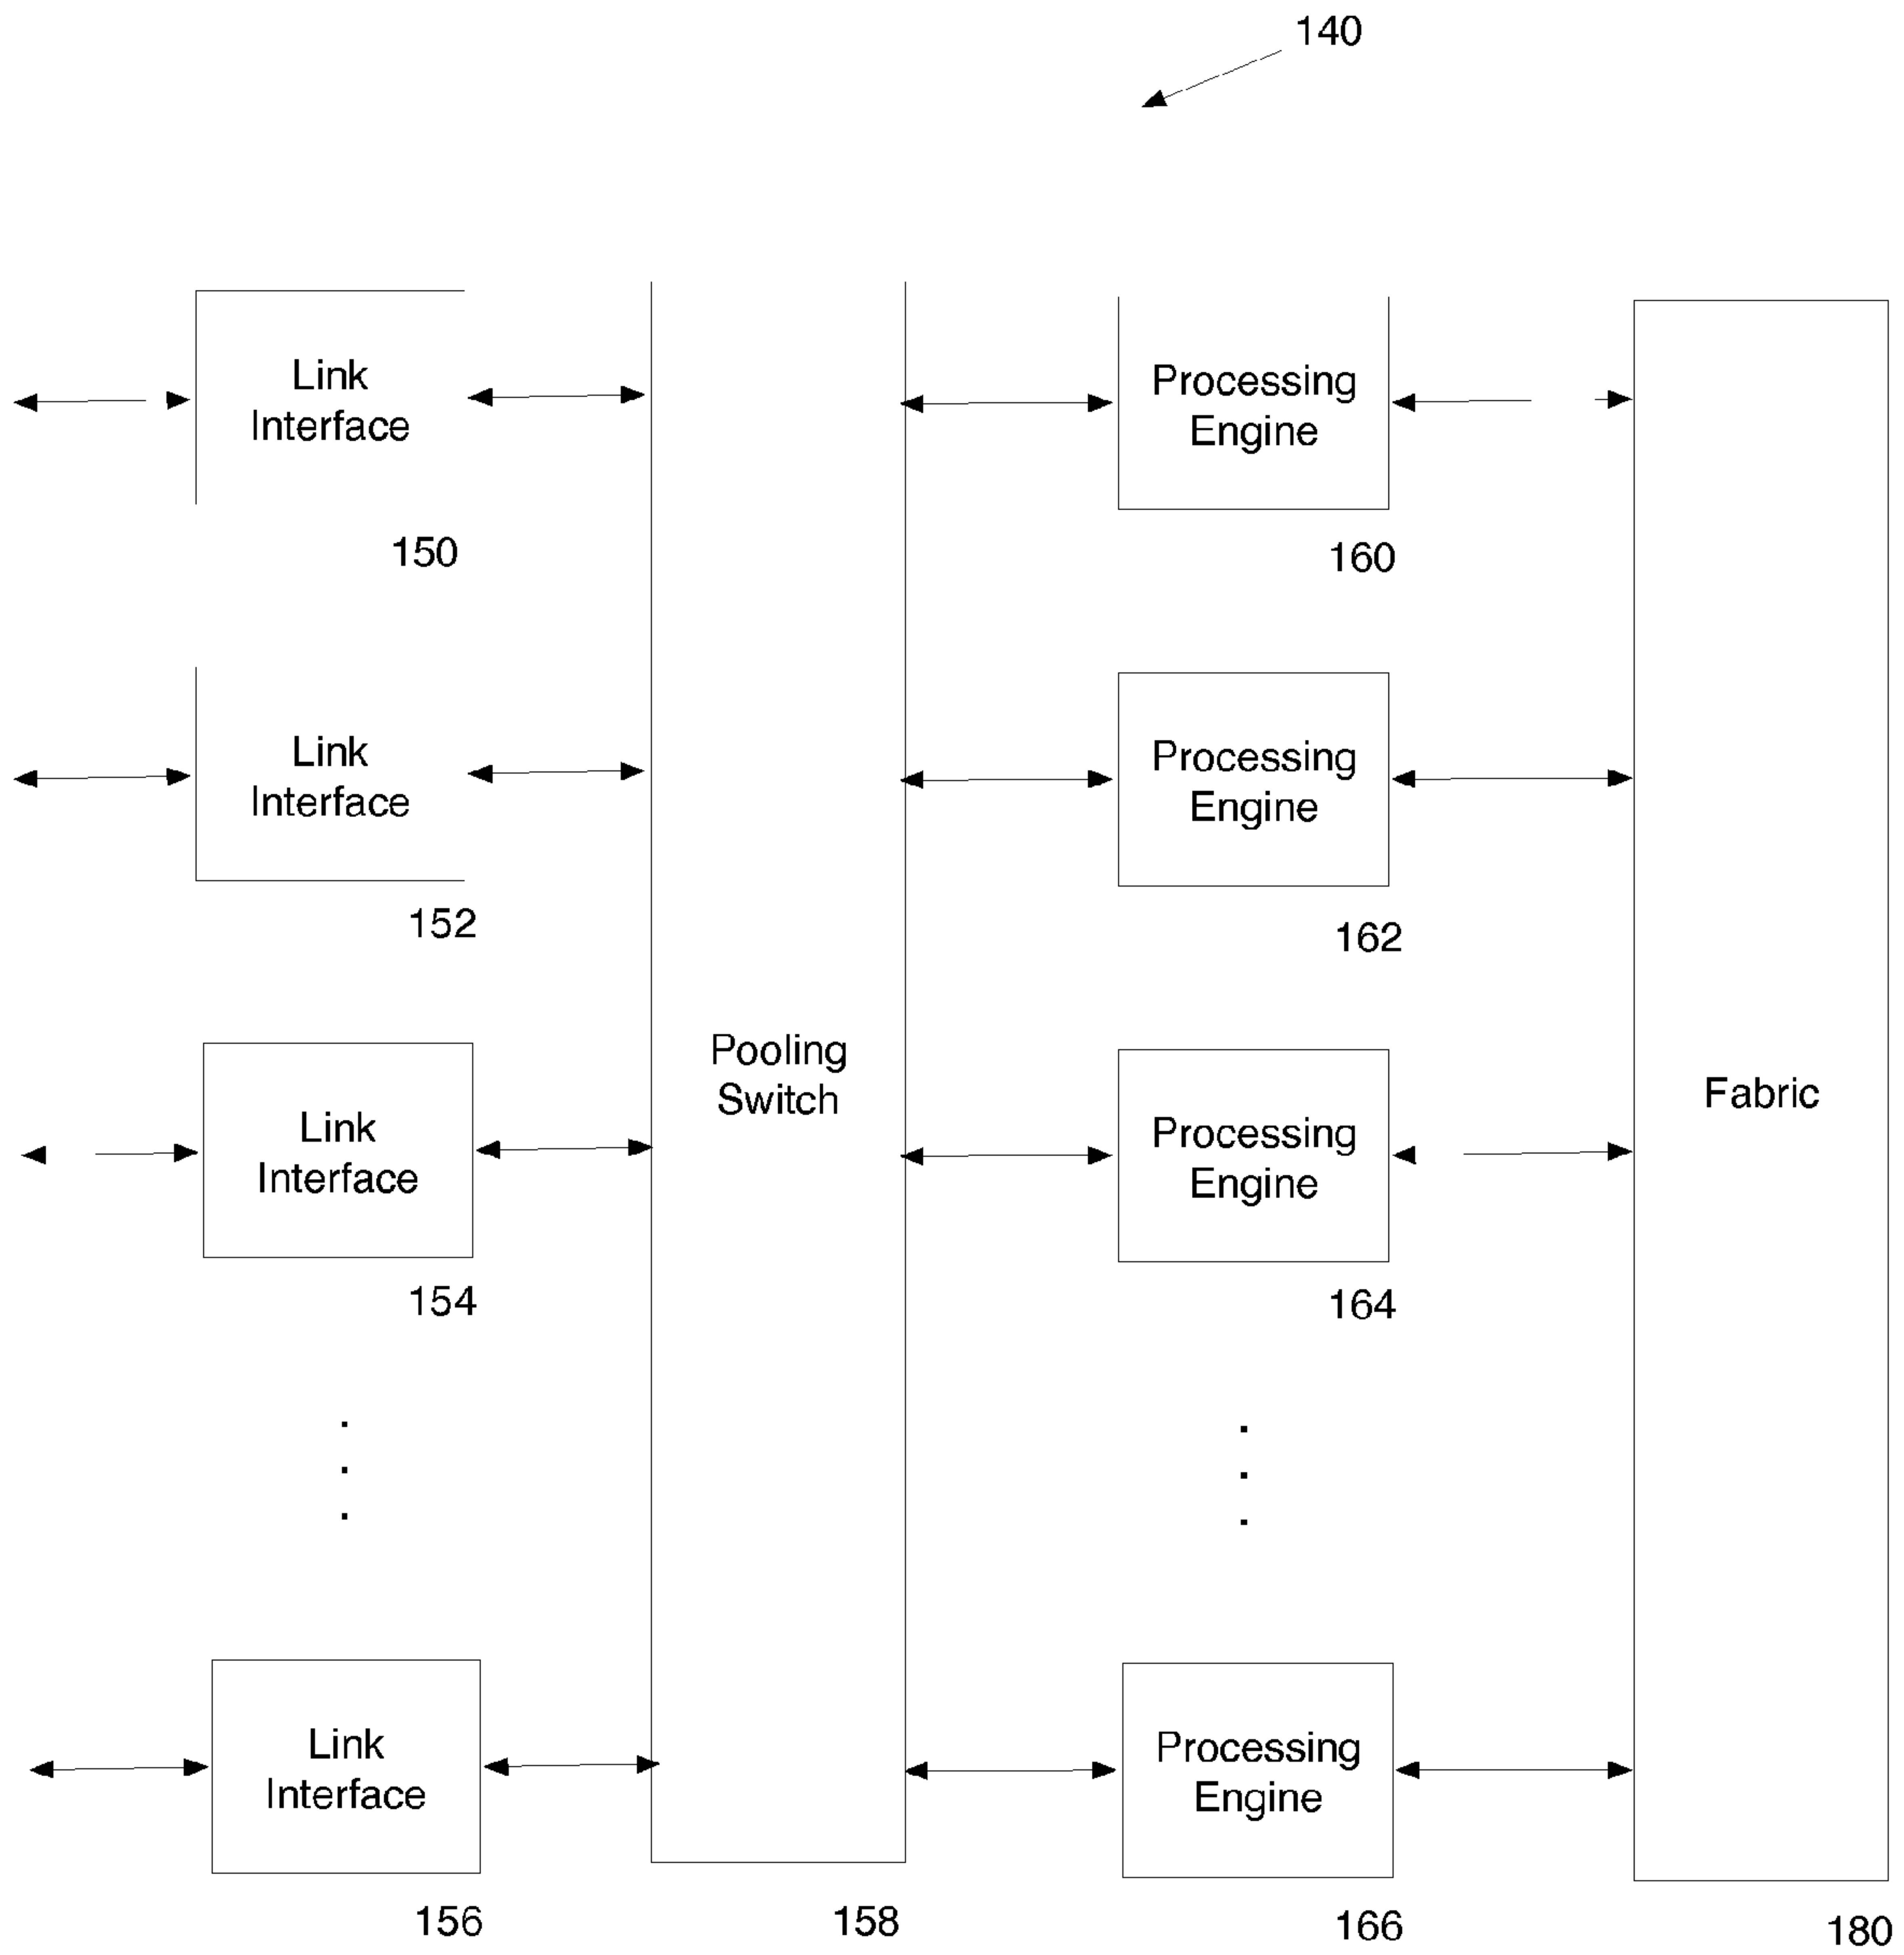 140
Link
Interface
150
Processing
Engine
160
Link
Interface
152
Processing
Engine
162
Pooling
Switch
Fabric
Link
Interface
154
Processing
Engine
164
.
.
.
.
.
.
Link
Interface
156
158
Processing
Engine
166
180